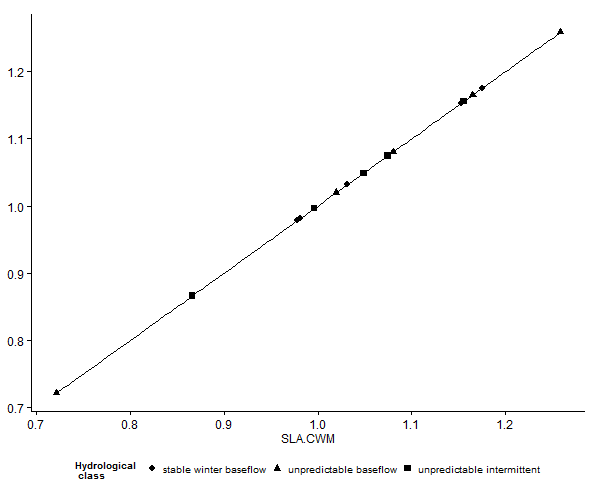 1.2
1.1
1.0
0.9
0.8
0.7
0.7 0.8 0.9 1.0 1.1 1.2
SLA.CWM
Hydrological
class
stable winter baseflow unpredictable baseflow unpredictable intermittent